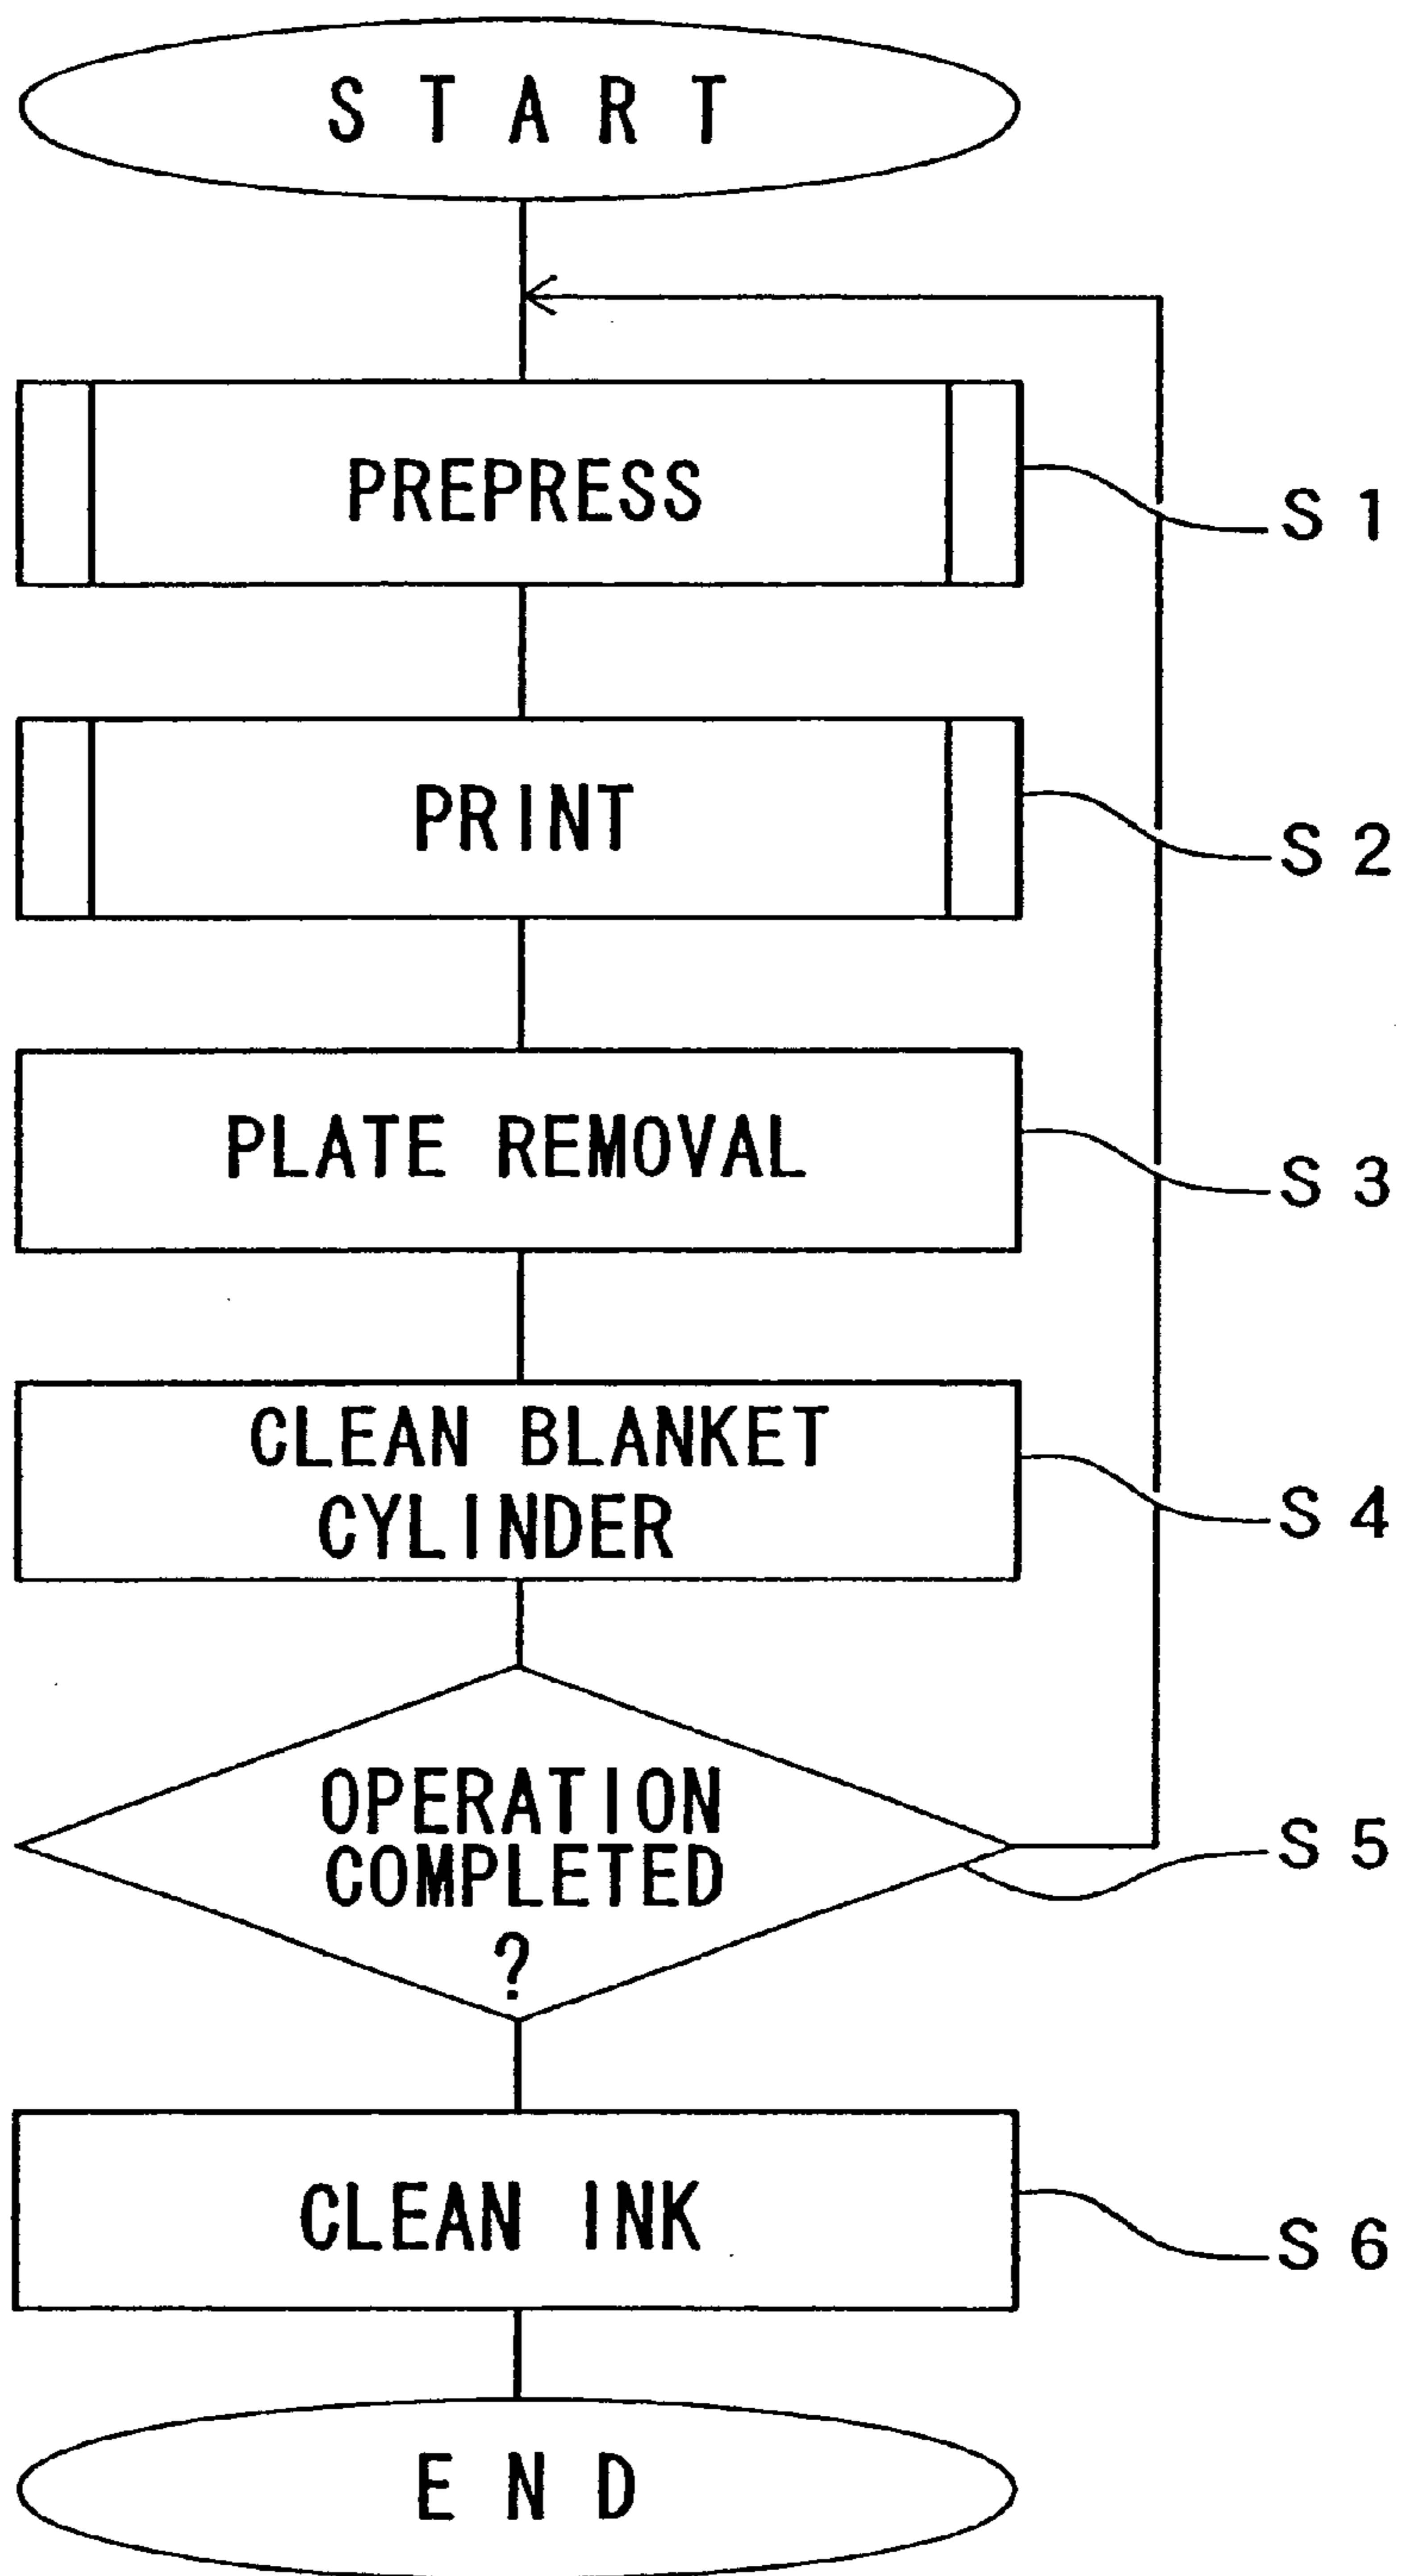 START
PREPRESS
S1
PRINT
S2
PLATE REMOVAL
S3
CLEAN BLANKET
CYLINDER
S4
OPERATION
COMPLETED
?
S5
CLEAN INK
S6
END